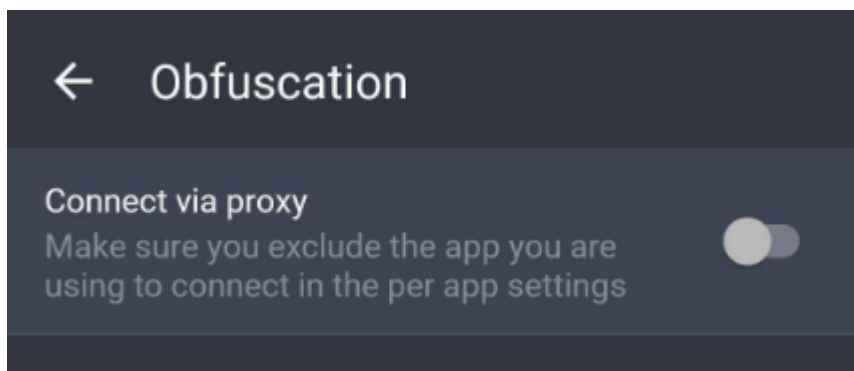 Obfuscation
Connect via proxy
Make sure you exclude the app you are
using to connect in the per app settings